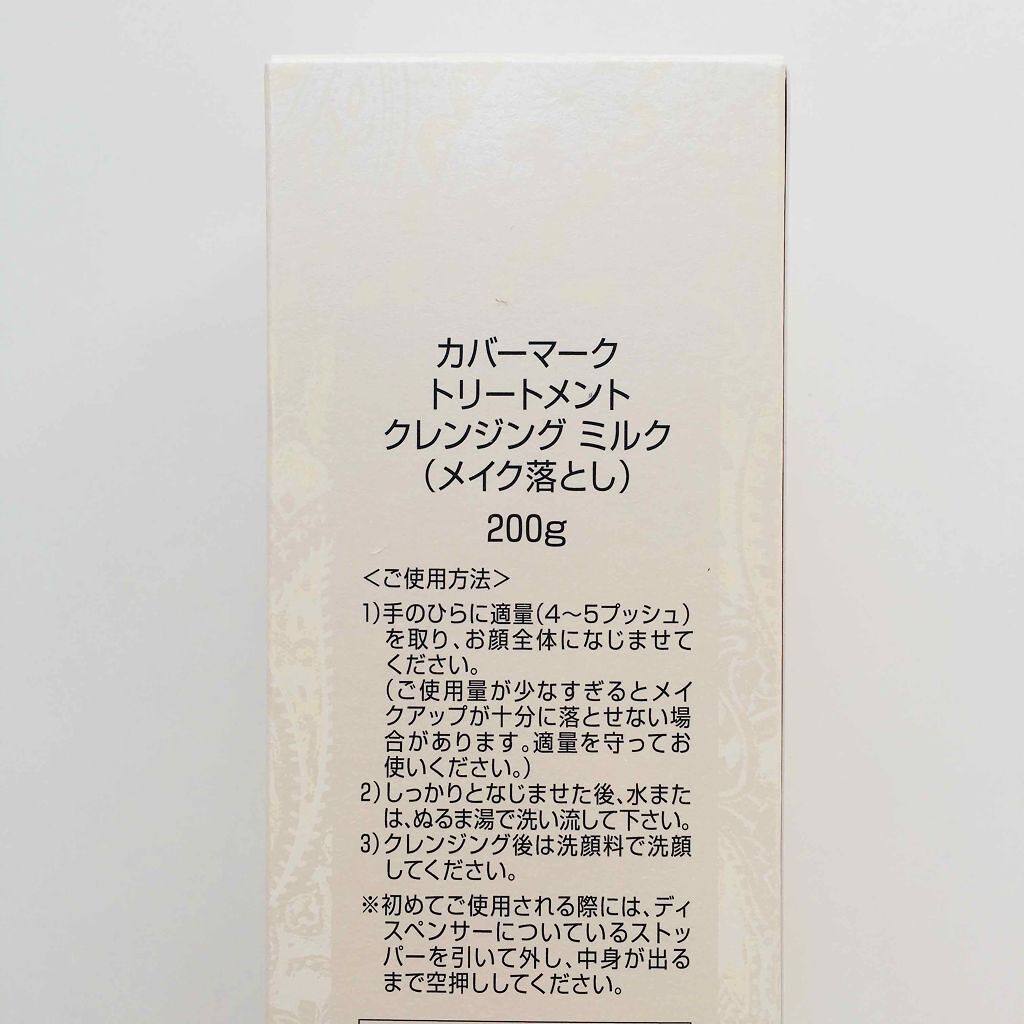 カバーマーク
トリートメント
クレンジング ミルク
（メイク落とし）
200g
＜ご使用方法＞
1)手のひらに適量（4〜5プッシュ）
を取り、お顔全体になじませて
ください。
（ご使用量が少なすぎるとメイ
クアップが十分に落とせない場
合があります。適量を守ってお
使いください。）
2)しっかりとなじませた後、水また
は、ぬるま湯で洗い流して下さい。
3)クレンジング後は洗顔料で洗顔
してください。
※初めてご使用される際には、ディ
スペンサーについているストッ
パーを引いて外し、中身が出る
まで空押ししてください。